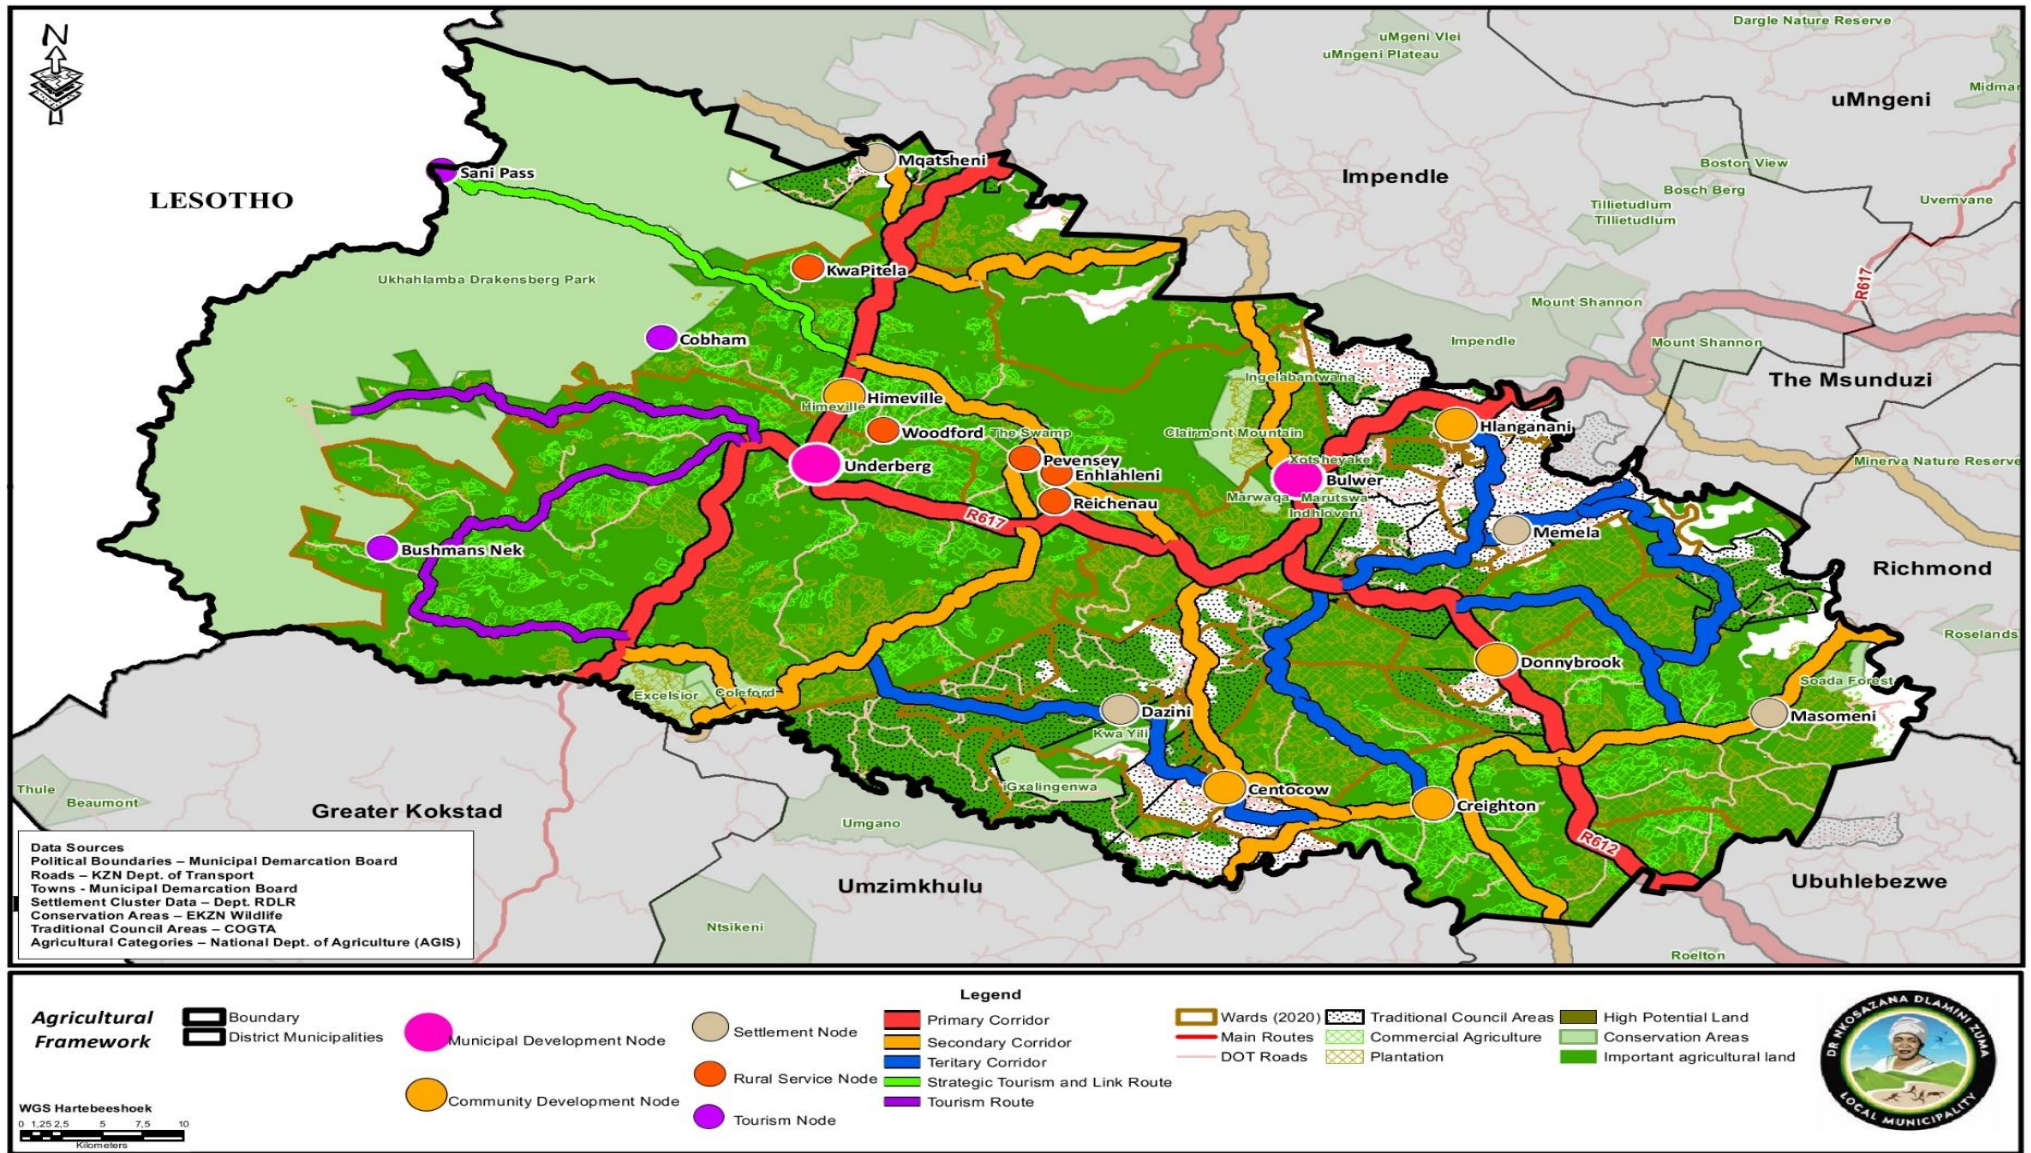 N
Dargle Nature Reserve
uMgeni Vlei
uMngeni Plateau
uMngeni
Midmar
Mqatsheni
Boston View
Impendle
Bosch Berg
Sani Pass
LESOTHO
Tillietudlum
Tillietudlum
Uvemvane
KwaPitela
Ukhahlamba Drakensberg Park
R617
Mount Shannon
Cobham
Impendle
Mount Shannon
The Msunduzi
Ingelabantwana
Himeville
Himeville
Woodford
The Swamp
Clairmont Mountain
Hlanganani
Pevensey
Xotsheyake
Minerva Nature Reserve
Underberg
Enhlahleni
Bulwer
Reichenau
Marwaqa
Marutswa
Indhloveni
R617
Memela
Bushmans Nek
Richmond
Roselands
Donnybrook
Soada Forest
Excelsior
Coleford
Dazini
Masomeni
Kwa Yili
Thule
Beaumont
iGxalingenwa
Centocow
Creighton
Greater Kokstad
Umgano
R612
Umzimkhulu
Ubuhlebezwe
Ntsikeni
Roelton
Data Sources
Political Boundaries – Municipal Demarcation Board
Roads – KZN Dept. of Transport
Towns - Municipal Demarcation Board
Settlement Cluster Data – Dept. RDLR
Conservation Areas – EKZN Wildlife
Traditional Council Areas – COGTA
Agricultural Categories – National Dept. of Agriculture (AGIS)
Agricultural
Framework
WGS Hartebeeshoek
0 1,25 2,5 5 7,5 10
Kilometers
Legend
Boundary
District Municipalities
Municipal Development Node
Community Development Node
Settlement Node
Rural Service Node
Tourism Node
Primary Corridor
Secondary Corridor
Teritary Corridor
Strategic Tourism and Link Route
Tourism Route
Wards (2020)
Main Routes
DOT Roads
Traditional Council Areas
Commercial Agriculture
Plantation
High Potential Land
Conservation Areas
Important agricultural land
DR NKOSAZANA DLAMINI ZUMA
LOCAL MUNICIPALITY